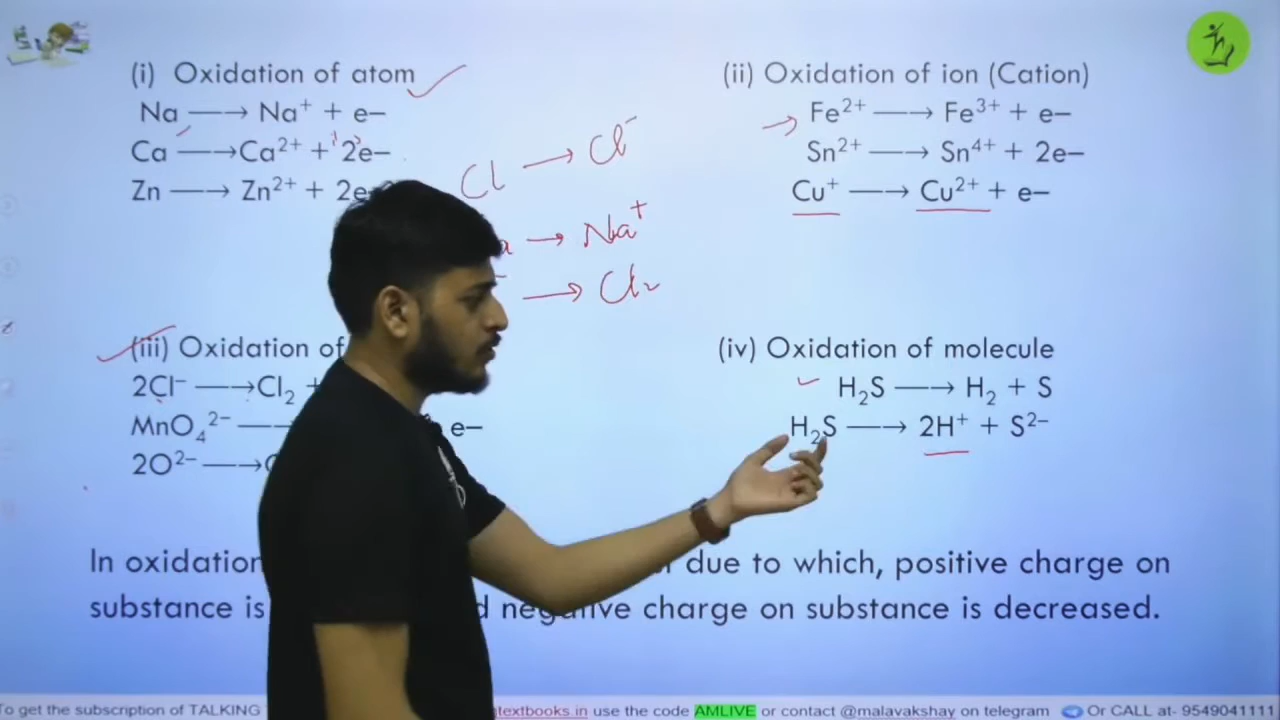 (i) Oxidation of atom
Na ⟶ Na⁺ + e–
Ca ⟶Ca²⁺ + 2e–
Zn ⟶ Zn²⁺ + 2e
Cl → Cl⁻
→ Na⁺
→ Cl₂
(ii) Oxidation of ion (Cation)
Fe²⁺ ⟶ Fe³⁺ + e–
Sn²⁺ ⟶ Sn⁴⁺ + 2e–
Cu⁺ ⟶ Cu²⁺ + e–
(iii) Oxidation of
2Cl⁻ ⟶Cl₂ +
MnO₄²⁻ e–
2O²⁻ ⟶
(iv) Oxidation of molecule
H₂S ⟶ H₂ + S
H₂S ⟶ 2H⁺ + S²⁻
In oxidation due to which, positive charge on
substance is negative charge on substance is decreased.
To get the subscription of TALKING textbooks.in use the code AMLIVE or contact @malavakshay on telegram Or CALL at- 9549041111